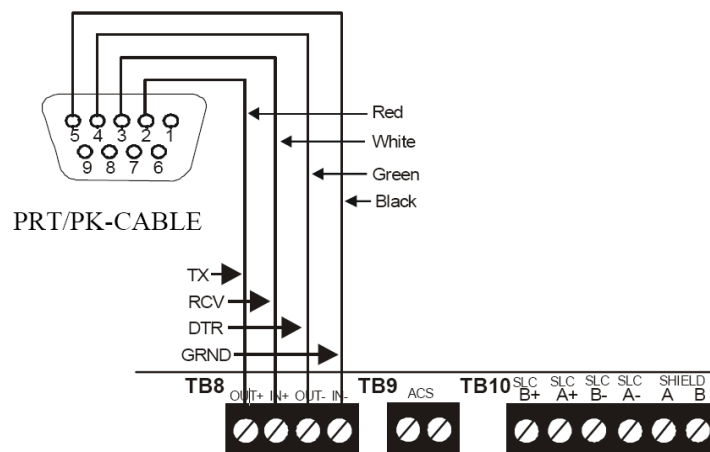 5 4 3 2 1
9 8 7 6
PRT/PK-CABLE
Red
White
Green
Black
TX
RCV
DTR
GRND
TB8 OUT+ IN+ OUT- IN-
TB9 ACS
TB10 SLC B+ SLC A+ SLC B- SLC A- SHIELD A B